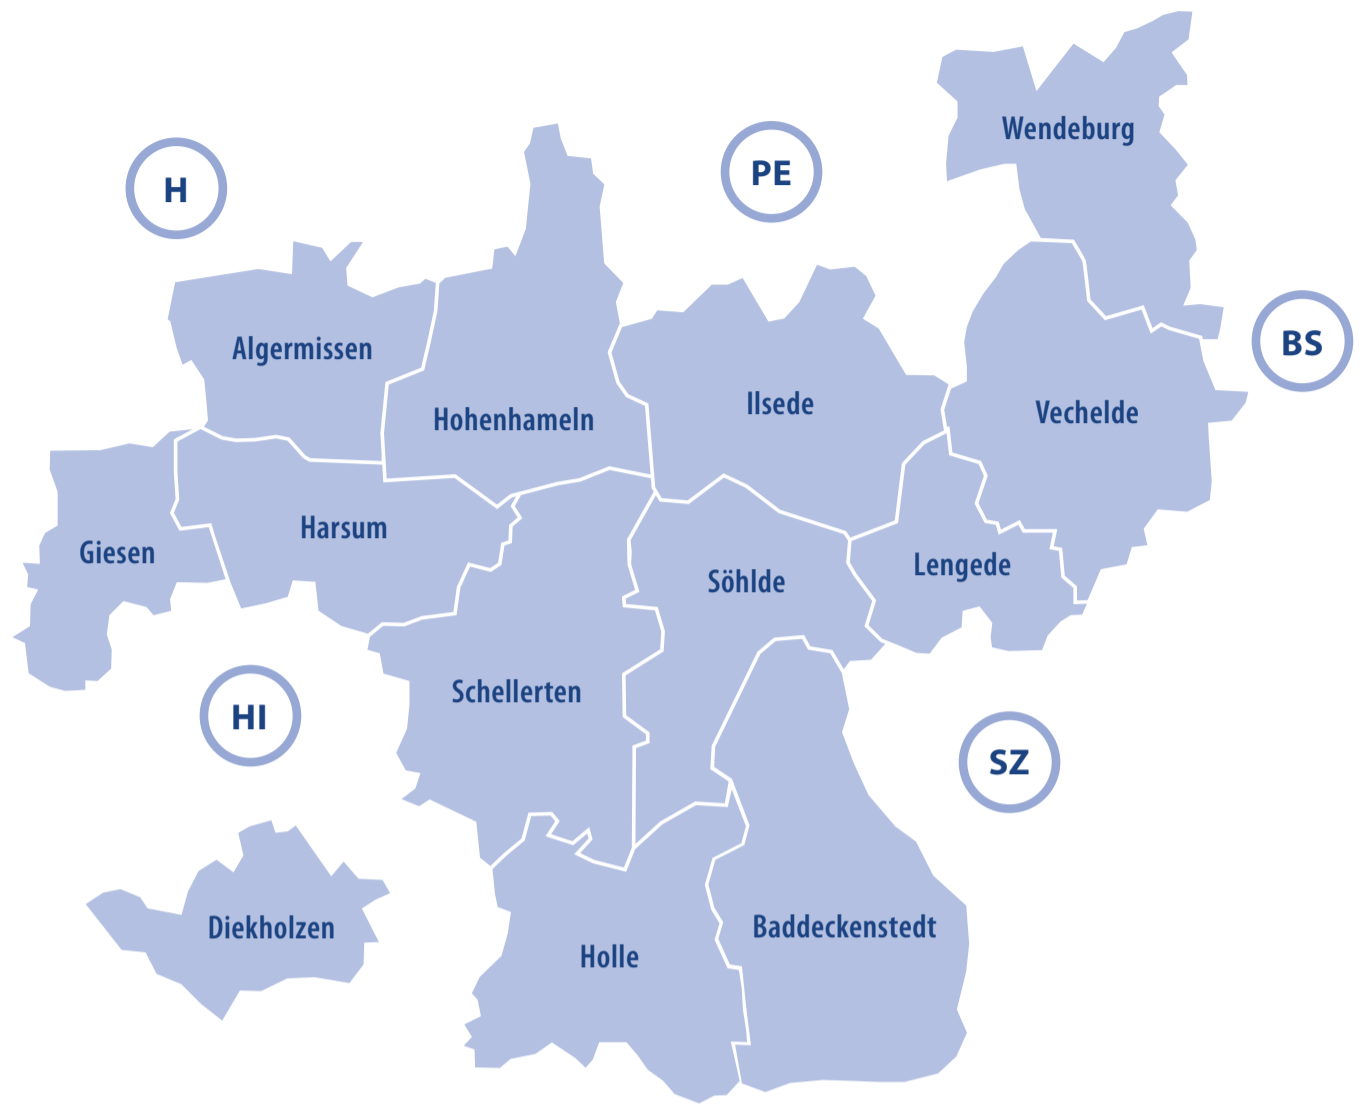 Wendeburg
PE
H
BS
Algermissen
Ilsede
Vechelde
Hohenhameln
Harsum
Giesen
Lengede
Söhlde
Schellerten
HI
SZ
Diekholzen
Baddeckenstedt
Holle